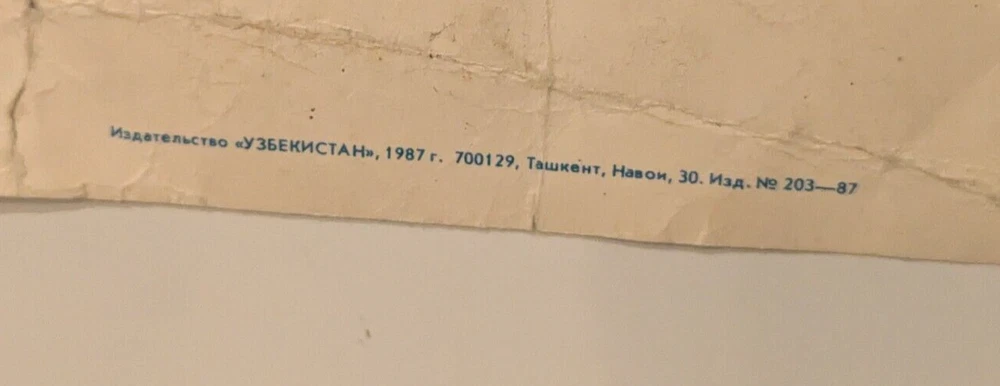 Издательство «УЗБЕКИСТАН», 1987 г. 700129, Ташкент, Навои, 30. Изд. № 203—87